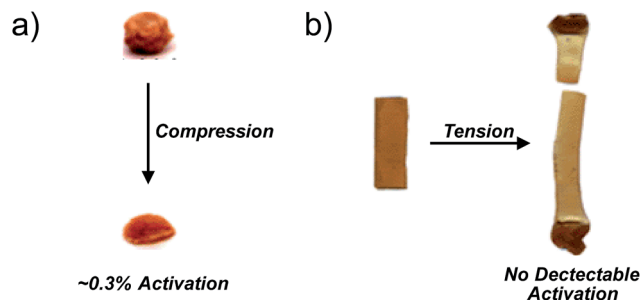 a)
Compression
~0.3% Activation
b)
Tension
No Dectectable
Activation